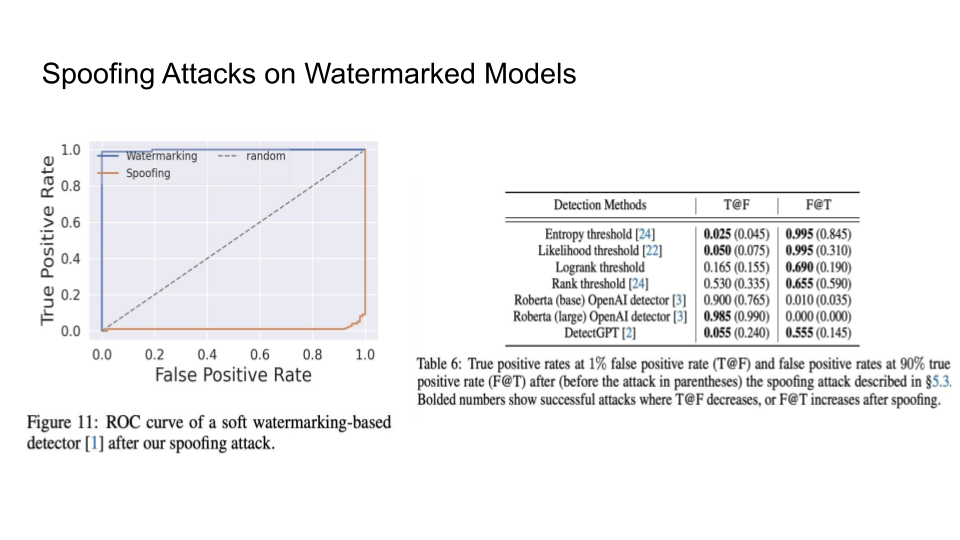 Spoofing Attacks on Watermarked Models
True Positive Rate
1.0
0.8
0.6
0.4
0.2
0.0
Watermarking random
Spoofing
0.0 0.2 0.4 0.6 0.8 1.0
False Positive Rate
Figure 11: ROC curve of a soft watermarking-based
detector [1] after our spoofing attack.
Detection Methods T@F F@T
Entropy threshold [24] 0.025 (0.045) 0.995 (0.845)
Likelihood threshold [22] 0.050 (0.075) 0.995 (0.310)
Logrank threshold 0.165 (0.155) 0.690 (0.190)
Rank threshold [24] 0.530 (0.335) 0.655 (0.590)
Roberta (base) OpenAI detector [3] 0.900 (0.765) 0.010 (0.035)
Roberta (large) OpenAI detector [3] 0.985 (0.990) 0.000 (0.000)
DetectGPT [2] 0.055 (0.240) 0.555 (0.145)
Table 6: True positive rates at 1% false positive rate (T@F) and false positive rates at 90% true
positive rate (F@T) after (before the attack in parentheses) the spoofing attack described in §5.3.
Bolded numbers show successful attacks where T@F decreases, or F@T increases after spoofing.